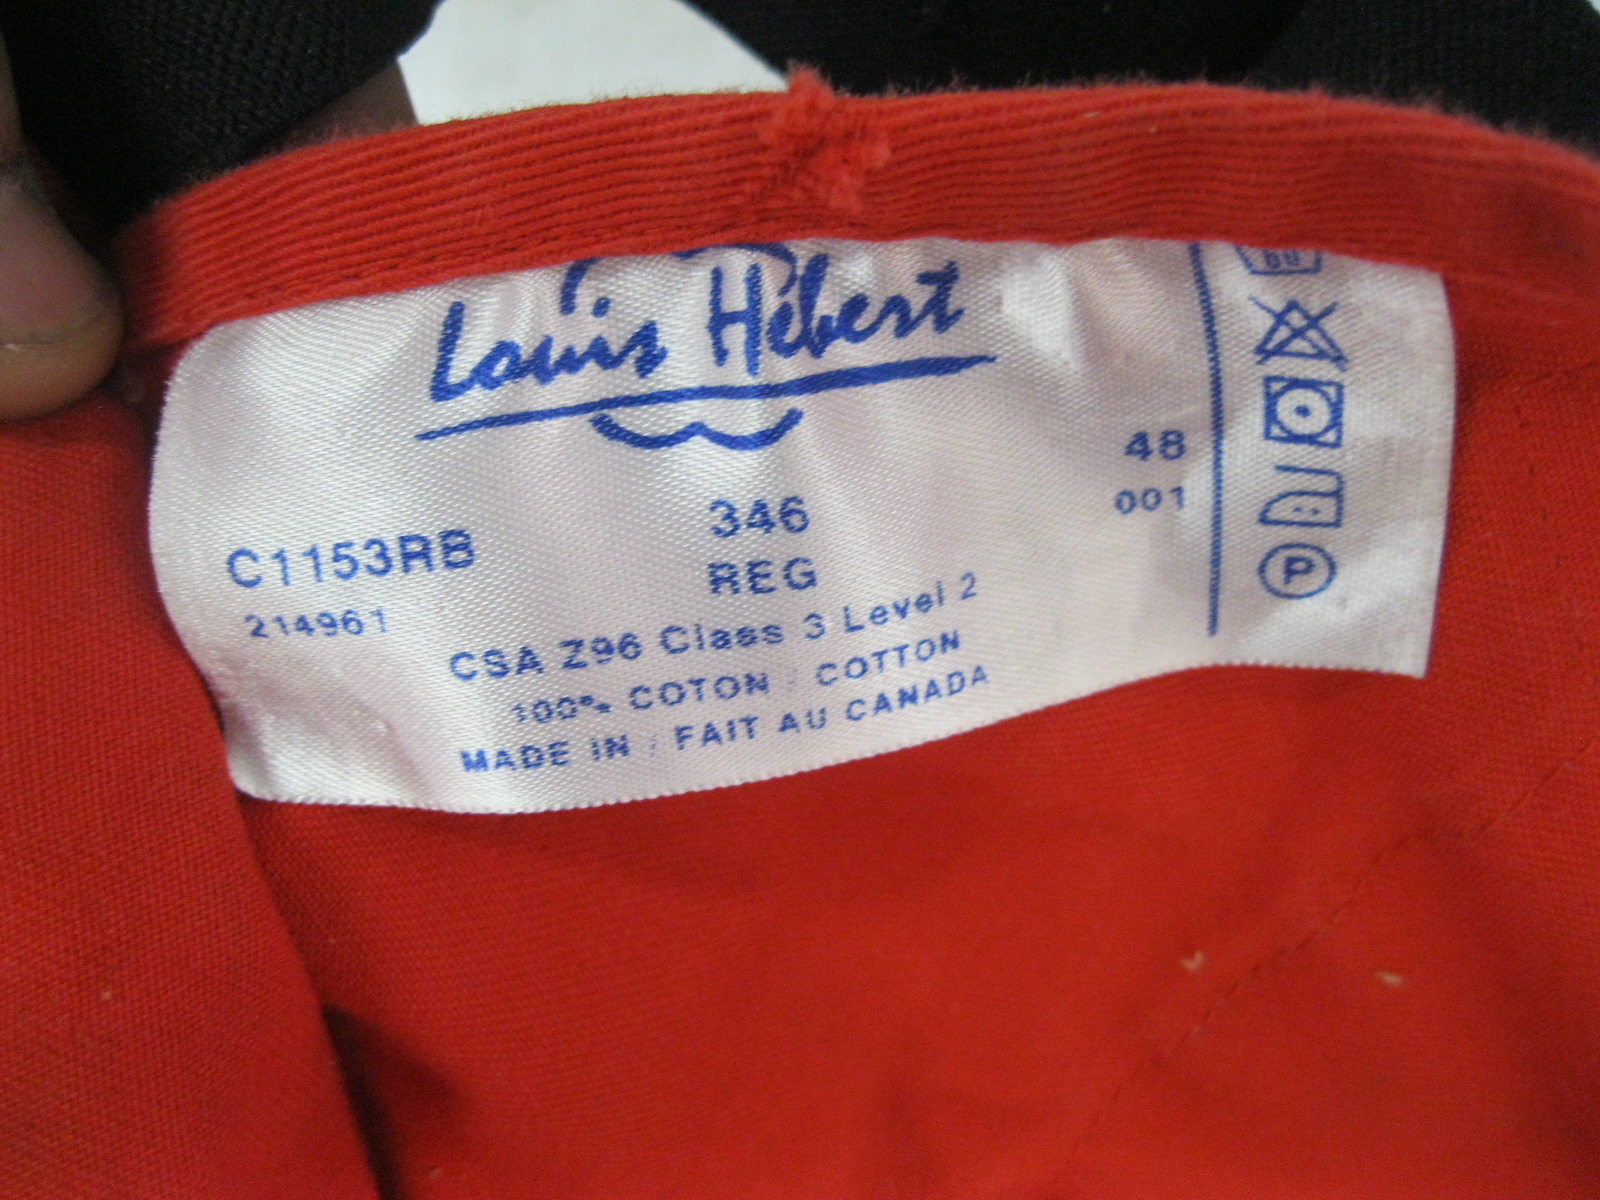 Louis Hébert
48
001
346
REG
C1153RB
214961
CSA Z96 Class 3 Level 2
100% COTON / COTTON
MADE IN / FAIT AU CANADA
60
P